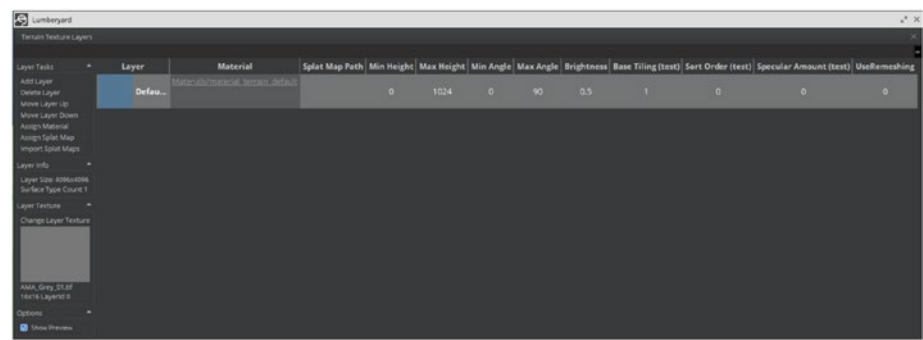 Lumberyard
Terrain Texture Layers
Layer Tasks
Add Layer
Delete Layer
Move Layer Up
Move Layer Down
Assign Material
Assign Splat Map
Import Splat Maps
Layer Info
Layer Size: 4096x4096
Surface Type Count 1
Layer Texture
Change Layer Texture
AMA_Grey_01.tif
16x16 LayerId 0
Options
Show Preview
Layer Material Splat Map Path Min Height Max Height Min Angle Max Angle Brightness Base Tiling (test) Sort Order (test) Specular Amount (test) UseRemeshing
Materials/material_terrain_default
Defau... 0 1024 0 90 0.5 1 0 0 0